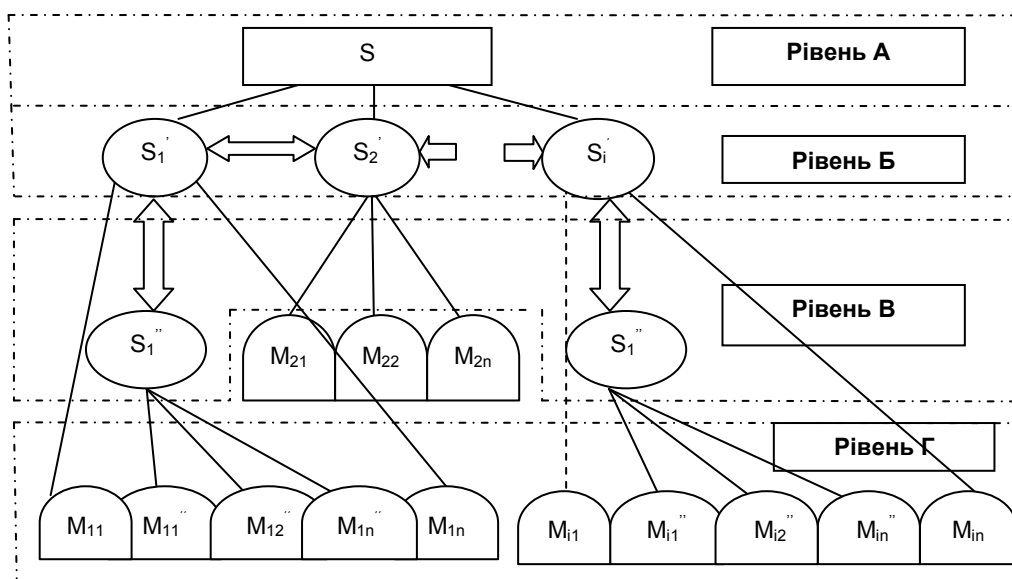 S
Рівень А
S₁'
S₂'
Sᵢ'
Рівень Б
Рівень В
S₁''
M₂₁
M₂₂
M₂ₙ
S₁''
Рівень Г
M₁₁
M₁₁''
M₁₂''
M₁ₙ''
M₁ₙ
Mᵢ₁
Mᵢ₁''
Mᵢ₂''
Mᵢₙ''
Mᵢₙ